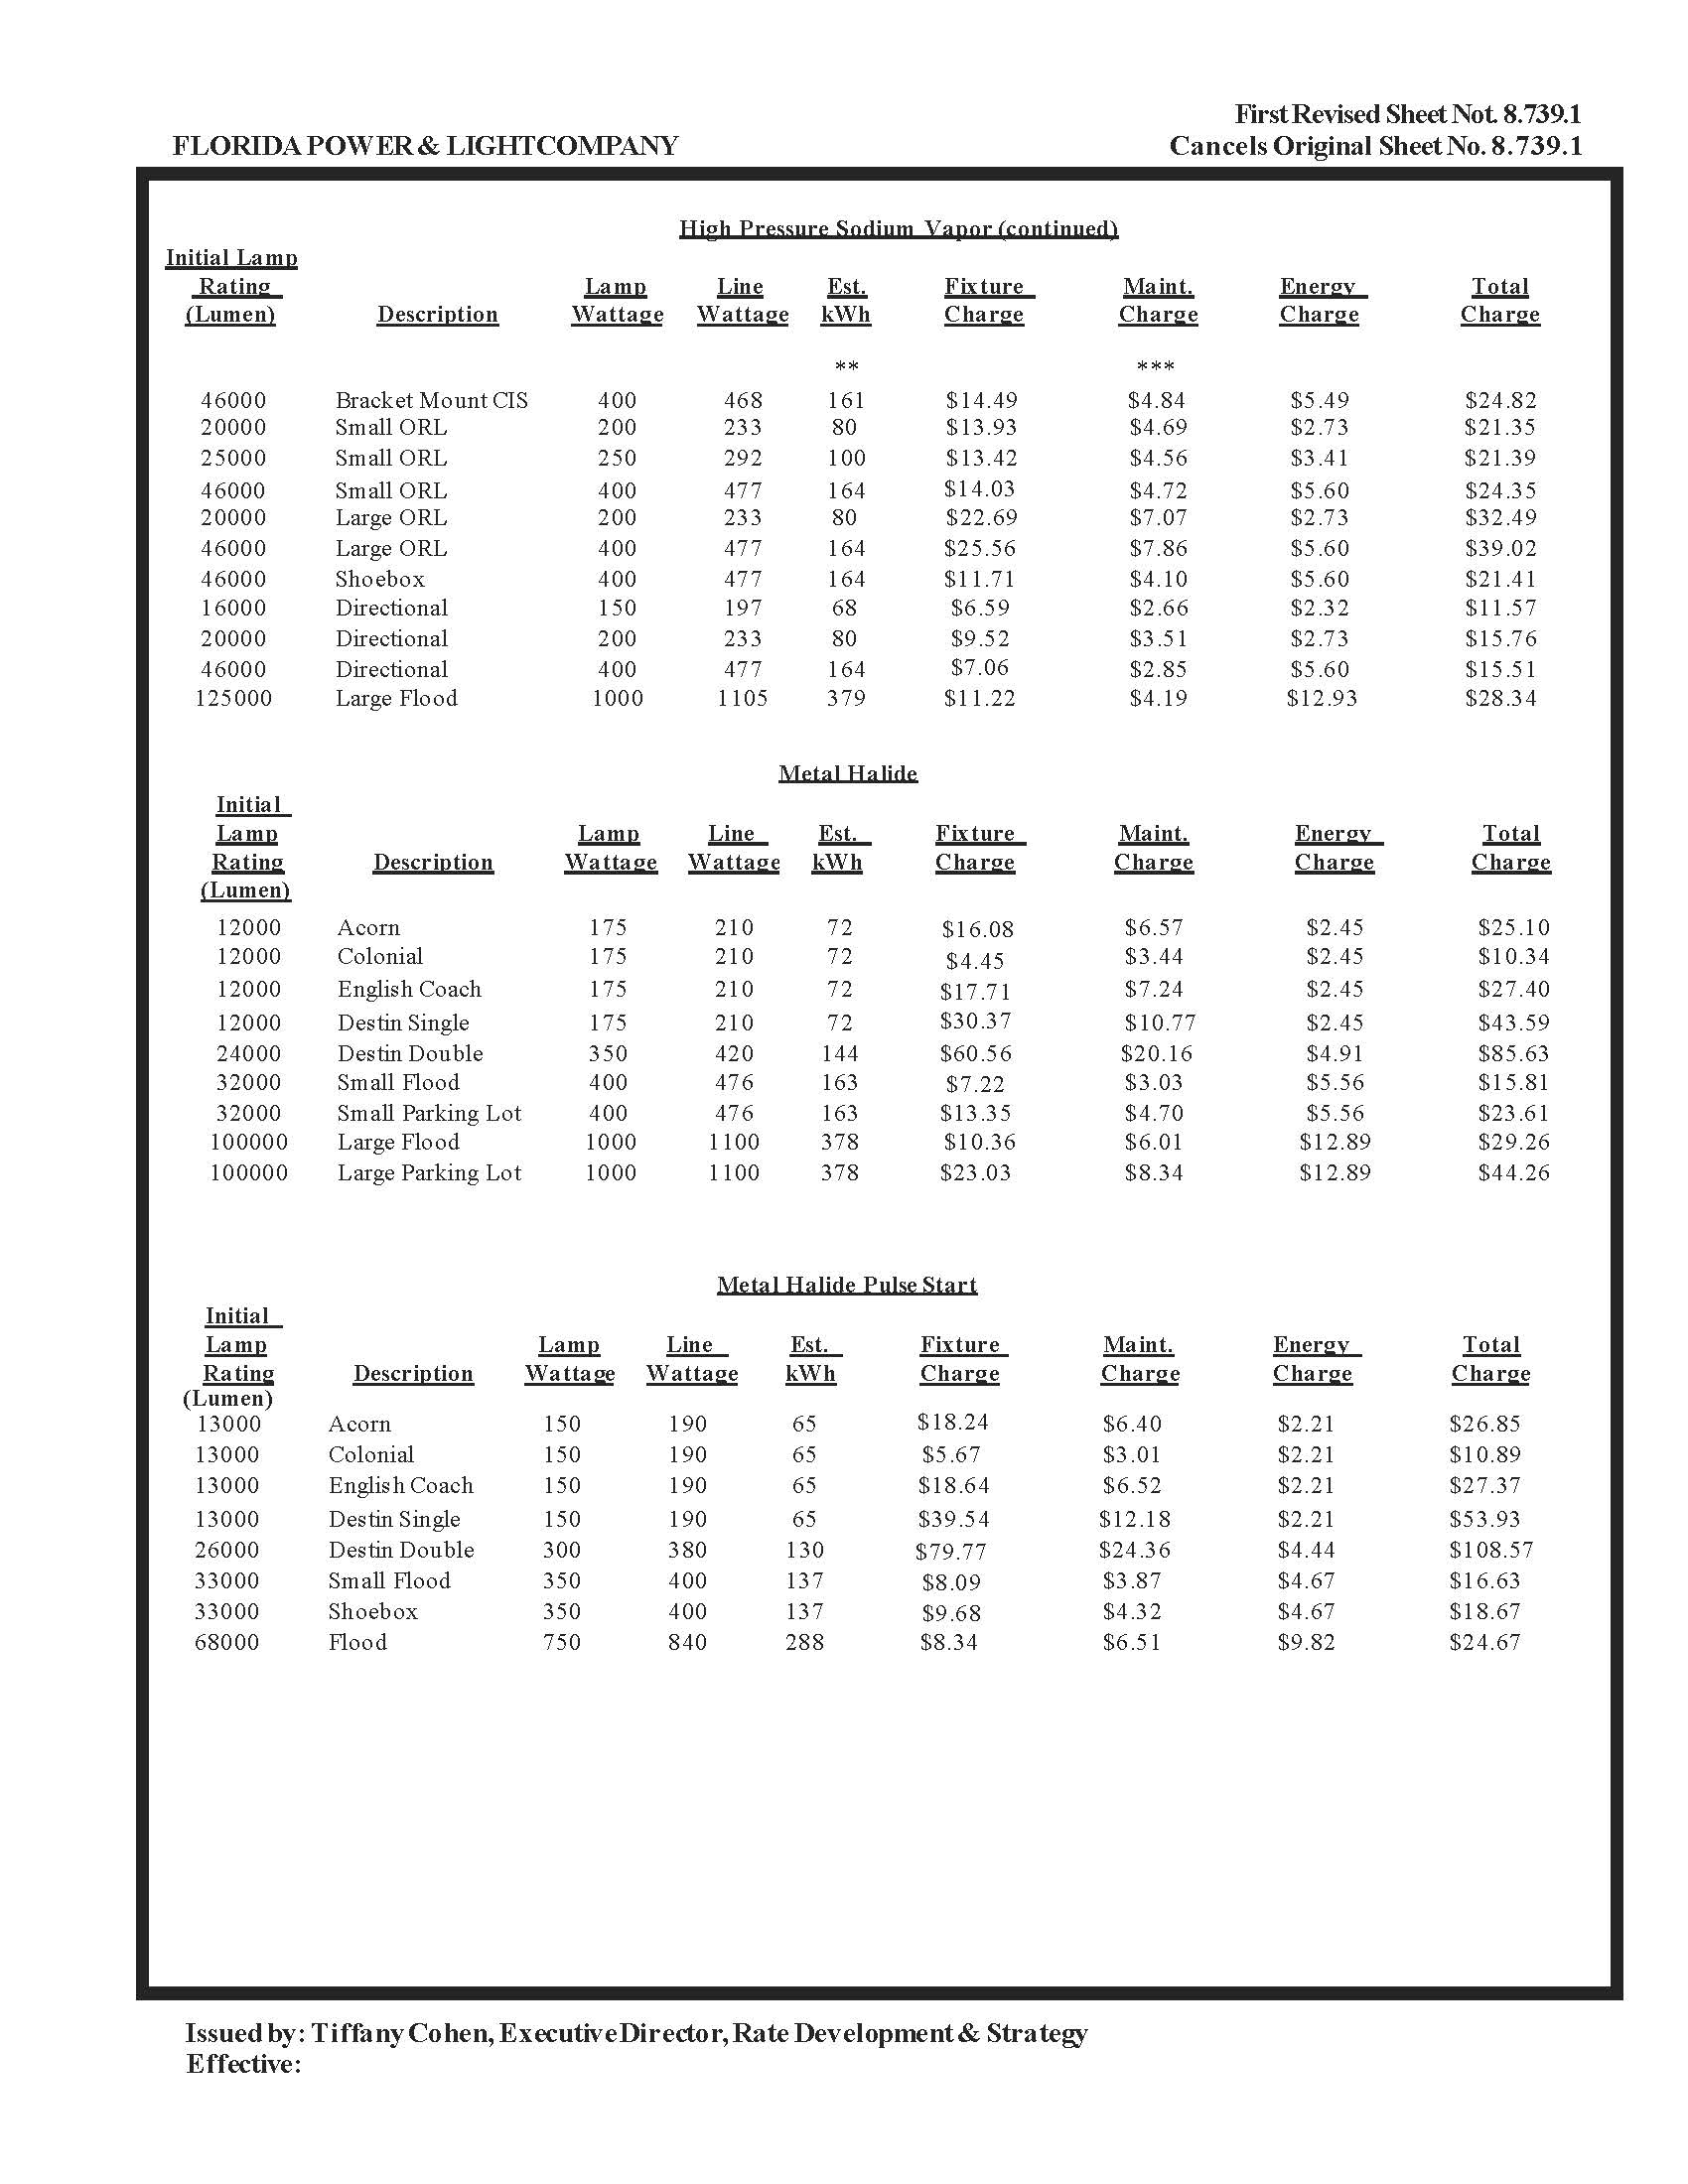 First Revised Sheet Not. 8.739.1
FLORIDA POWER & LIGHT COMPANY Cancels Original Sheet No. 8.739.1
High Pressure Sodium Vapor (continued)
Initial Lamp
Rating Lamp Line Est. Fixture Maint. Energy Total
(Lumen) Description Wattage Wattage kWh Charge Charge Charge Charge
** ***
46000 Bracket Mount CIS 400 468 161 $14.49 $4.84 $5.49 $24.82
20000 Small ORL 200 233 80 $13.93 $4.69 $2.73 $21.35
25000 Small ORL 250 292 100 $13.42 $4.56 $3.41 $21.39
46000 Small ORL 400 477 164 $14.03 $4.72 $5.60 $24.35
20000 Large ORL 200 233 80 $22.69 $7.07 $2.73 $32.49
46000 Large ORL 400 477 164 $25.56 $7.86 $5.60 $39.02
46000 Shoebox 400 477 164 $11.71 $4.10 $5.60 $21.41
16000 Directional 150 197 68 $6.59 $2.66 $2.32 $11.57
20000 Directional 200 233 80 $9.52 $3.51 $2.73 $15.76
46000 Directional 400 477 164 $7.06 $2.85 $5.60 $15.51
125000 Large Flood 1000 1105 379 $11.22 $4.19 $12.93 $28.34
Metal Halide
Initial
Lamp Lamp Line Est. Fixture Maint. Energy Total
Rating Description Wattage Wattage kWh Charge Charge Charge Charge
(Lumen)
12000 Acorn 175 210 72 $16.08 $6.57 $2.45 $25.10
12000 Colonial 175 210 72 $4.45 $3.44 $2.45 $10.34
12000 English Coach 175 210 72 $17.71 $7.24 $2.45 $27.40
12000 Destin Single 175 210 72 $30.37 $10.77 $2.45 $43.59
24000 Destin Double 350 420 144 $60.56 $20.16 $4.91 $85.63
32000 Small Flood 400 476 163 $7.22 $3.03 $5.56 $15.81
32000 Small Parking Lot 400 476 163 $13.35 $4.70 $5.56 $23.61
100000 Large Flood 1000 1100 378 $10.36 $6.01 $12.89 $29.26
100000 Large Parking Lot 1000 1100 378 $23.03 $8.34 $12.89 $44.26
Metal Halide Pulse Start
Initial
Lamp Lamp Line Est. Fixture Maint. Energy Total
Rating Description Wattage Wattage kWh Charge Charge Charge Charge
(Lumen)
13000 Acorn 150 190 65 $18.24 $6.40 $2.21 $26.85
13000 Colonial 150 190 65 $5.67 $3.01 $2.21 $10.89
13000 English Coach 150 190 65 $18.64 $6.52 $2.21 $27.37
13000 Destin Single 150 190 65 $39.54 $12.18 $2.21 $53.93
26000 Destin Double 300 380 130 $79.77 $24.36 $4.44 $108.57
33000 Small Flood 350 400 137 $8.09 $3.87 $4.67 $16.63
33000 Shoebox 350 400 137 $9.68 $4.32 $4.67 $18.67
68000 Flood 750 840 288 $8.34 $6.51 $9.82 $24.67
Issued by: Tiffany Cohen, Executive Director, Rate Development & Strategy
Effective: